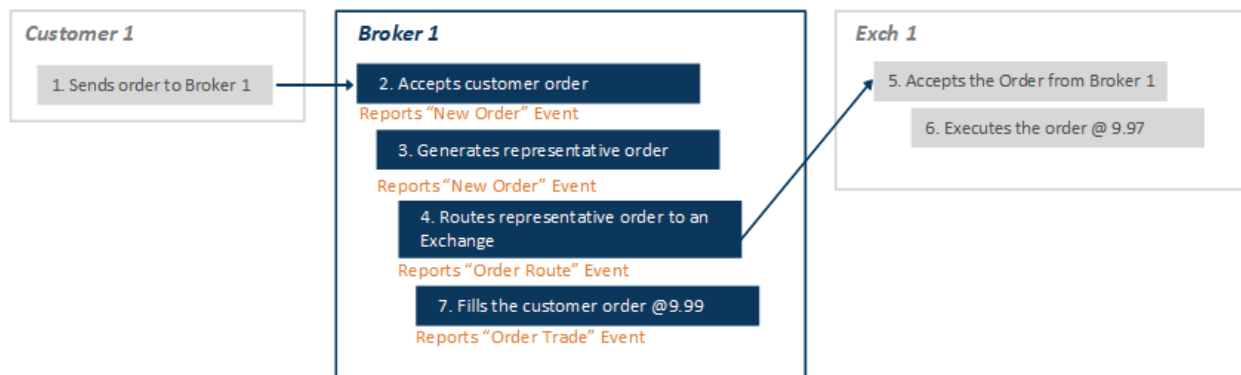 Customer 1
1. Sends order to Broker 1
Broker 1
2. Accepts customer order
Reports “New Order” Event
3. Generates representative order
Reports “New Order” Event
4. Routes representative order to an
Exchange
Reports “Order Route” Event
7. Fills the customer order @9.99
Reports “Order Trade” Event
Exch 1
5. Accepts the Order from Broker 1
6. Executes the order @ 9.97